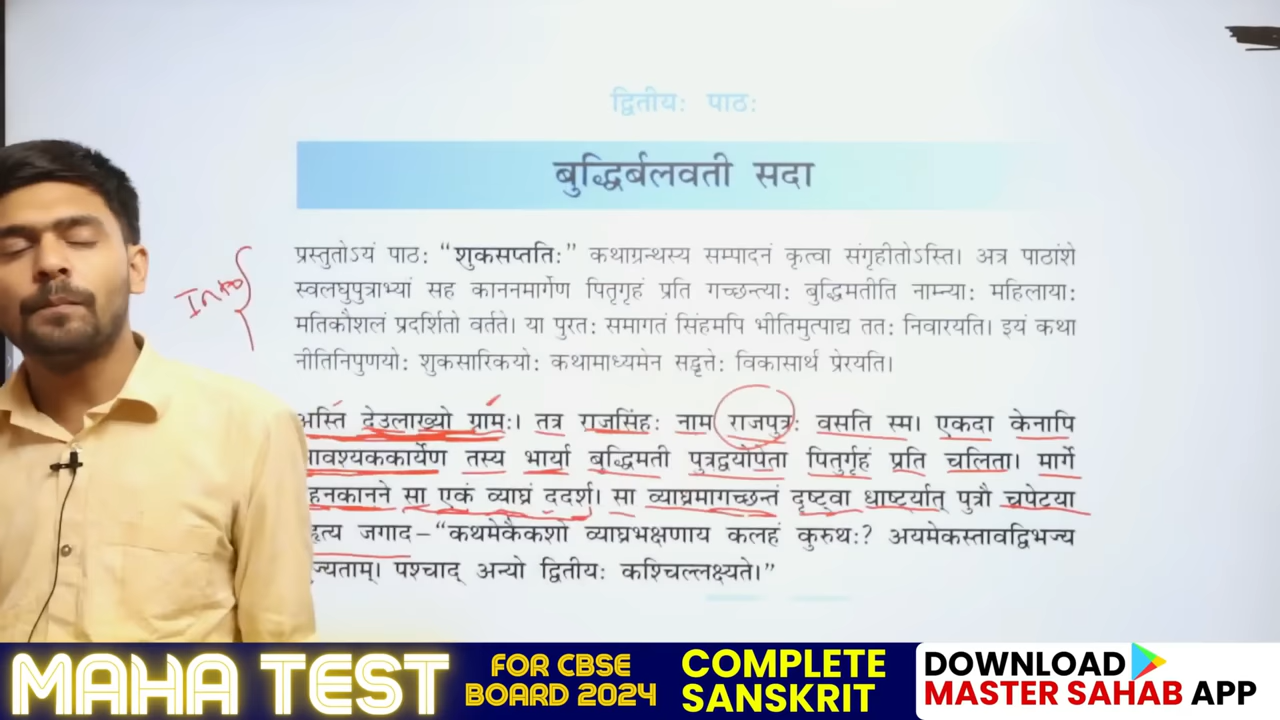 द्वितीयः पाठः
बुद्धिर्बलवती सदा
प्रस्तुतोऽयं पाठः “शुकसप्ततिः” कथाग्रन्थस्य सम्पादनं कृत्वा संगृहीतोऽस्ति। अत्र पाठांशे
स्वलघुपुत्राभ्यां सह काननमार्गेण पितृगृहं प्रति गच्छन्त्याः बुद्धिमतीति नाम्न्याः महिलायाः
मतिकौशलं प्रदर्शितो वर्तते। या पुरतः समागतं सिंहमपि भीतिमुत्पाद्य ततः निवारयति। इयं कथा
नीतिनिपुणयोः शुकसारिकयोः कथामाध्यमेन सद्वृत्तेः विकासार्थं प्रेरयति।
Intro
अस्ति देउलाख्यो ग्रामः। तत्र राजसिंहः नाम राजपुत्रः वसति स्म। एकदा केनापि
आवश्यककार्येण तस्य भार्या बुद्धिमती पुत्रद्वयोपेता पितुर्गृहं प्रति चलिता। मार्गे
सा एकं व्याघ्रं ददर्श। सा व्याघ्रमागच्छन्तं दृष्ट्वा धाष्टर्यात् पुत्रौ चपेटया
जगाद–“कथमेकैकशो व्याघ्रभक्षणाय कलहं कुरुथः? अयमेकस्तावद्विभज्य
पश्चाद् अन्यो द्वितीयः कश्चिल्लक्ष्यते।”
MAHA TEST
FOR CBSE
BOARD 2024
COMPLETE
SANSKRIT
DOWNLOAD
MASTER SAHAB APP